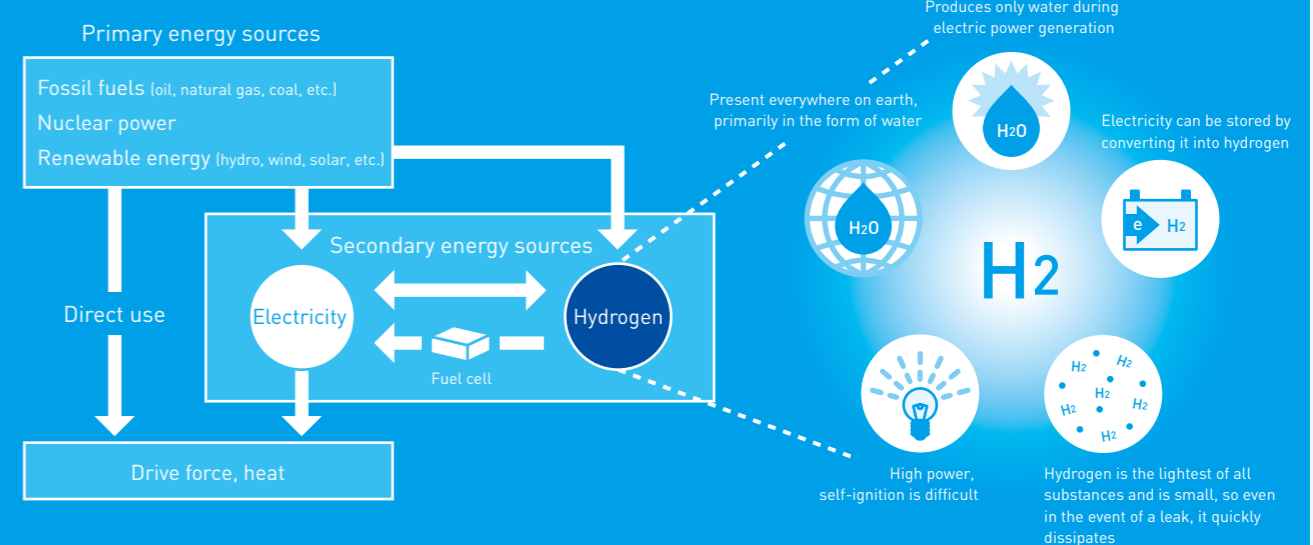 Primary energy sources
Fossil fuels (oil, natural gas, coal, etc.)
Nuclear power
Renewable energy (hydro, wind, solar, etc.)
Secondary energy sources
Electricity
Hydrogen
Fuel cell
Direct use
Drive force, heat
Produces only water during
electric power generation
H2O
Present everywhere on earth,
primarily in the form of water
H2O
Electricity can be stored by
converting it into hydrogen
e H2
H2
High power,
self-ignition is difficult
H2 H2
H2
H2 H2
H2
Hydrogen is the lightest of all
substances and is small, so even
in the event of a leak, it quickly
dissipates